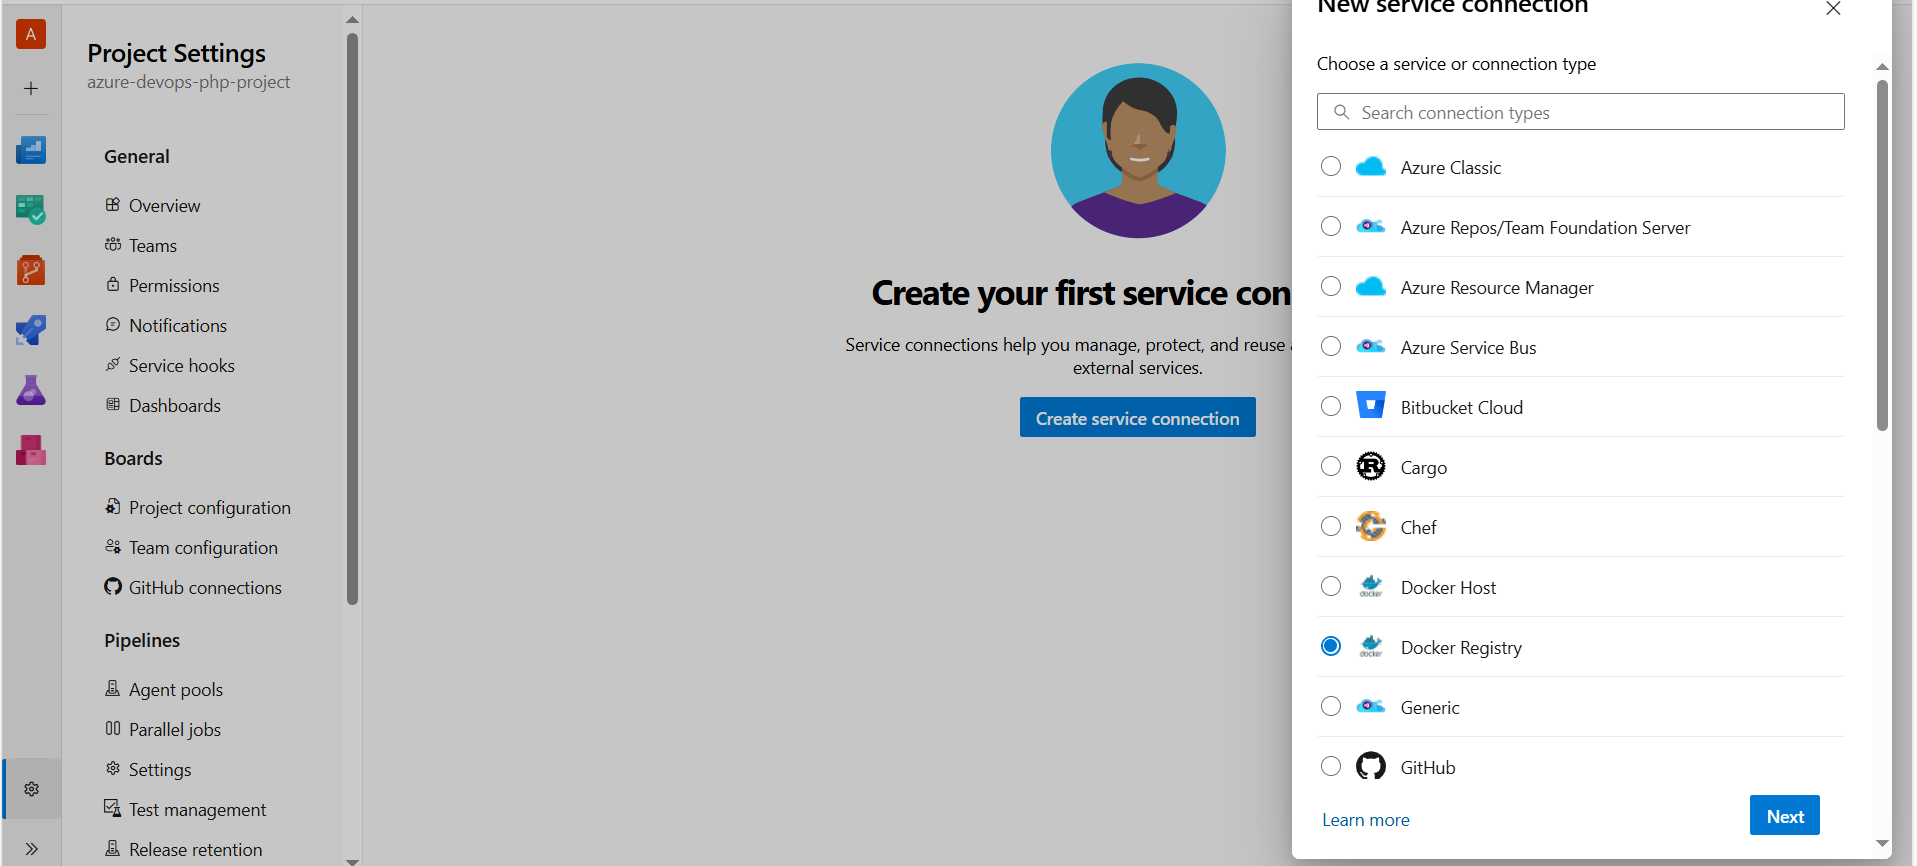 A
Project Settings
azure-devops-php-project
General
Overview
Teams
Permissions
Notifications
Service hooks
Dashboards
Boards
Project configuration
Team configuration
GitHub connections
Pipelines
Agent pools
Parallel jobs
Settings
Test management
Release retention
Create your first service con
Service connections help you manage, protect, and reuse
external services.
Create service connection
New service connection
Choose a service or connection type
Search connection types
Azure Classic
Azure Repos/Team Foundation Server
Azure Resource Manager
Azure Service Bus
Bitbucket Cloud
Cargo
Chef
docker
Docker Host
docker
Docker Registry
Generic
GitHub
Learn more
Next